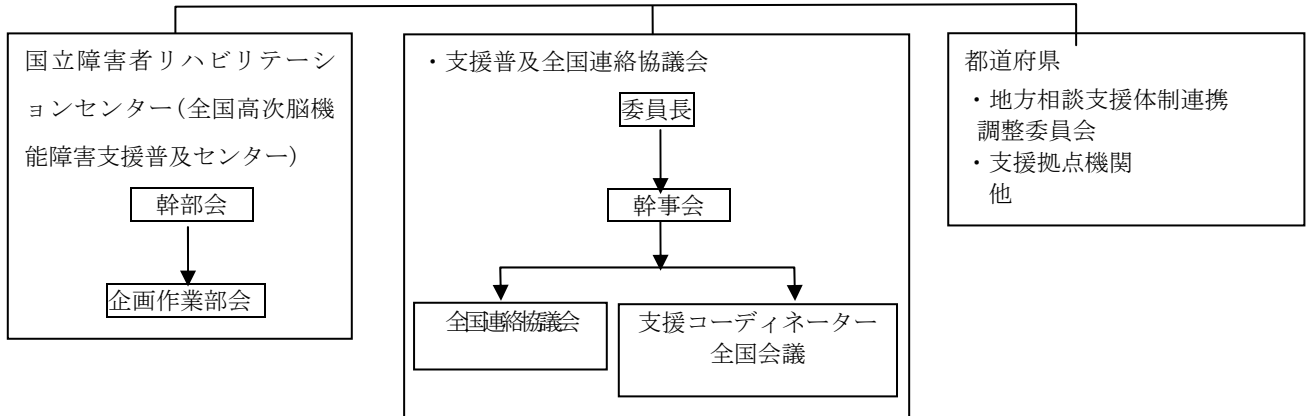 国立障害者リハビリテーシ
ョンセンター(全国高次脳機
能障害支援普及センター)
幹部会
企画作業部会
・支援普及全国連絡協議会
委員長
幹事会
全国連絡協議会
支援コーディネーター
全国会議
都道府県
・地方相談支援体制連携
調整委員会
・支援拠点機関
他